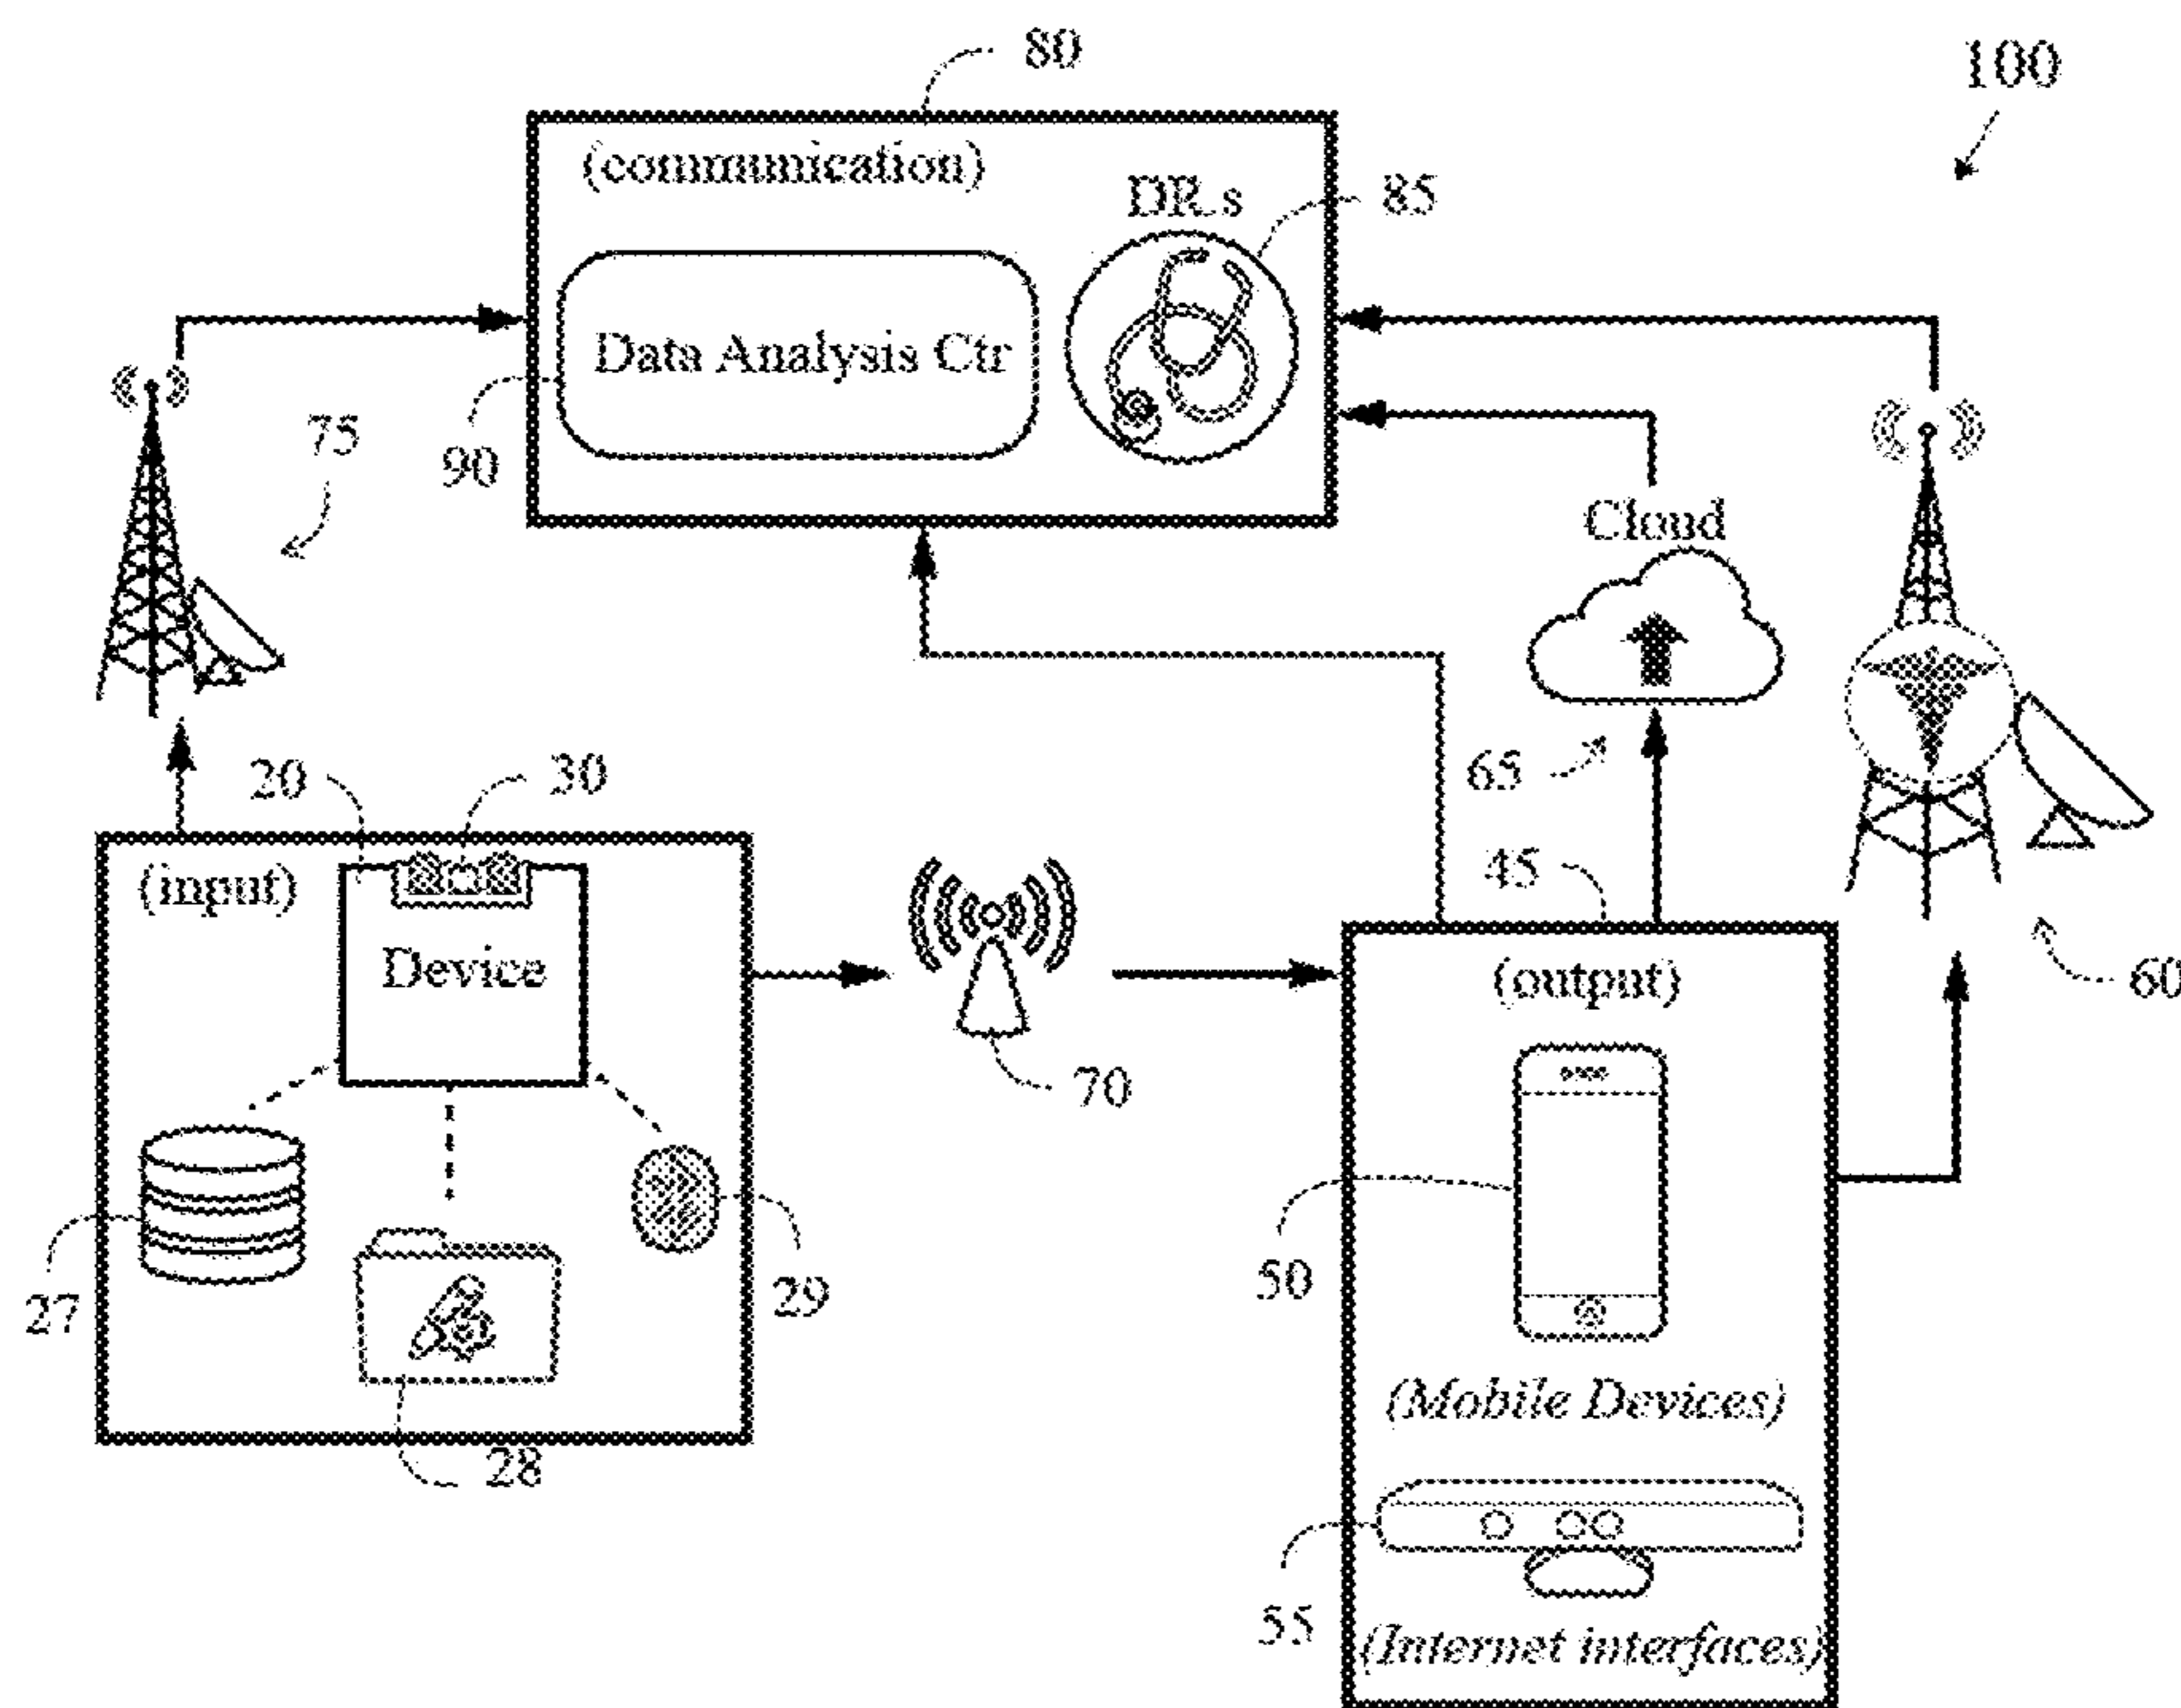 80
100
(communication)
DR.s
85
Data Analysis Ctr
90
75
Cloud
20
30
65
45
60
(input)
Device
(output)
70
27
29
28
50
(Mobile Devices)
55
(Internet interfaces)